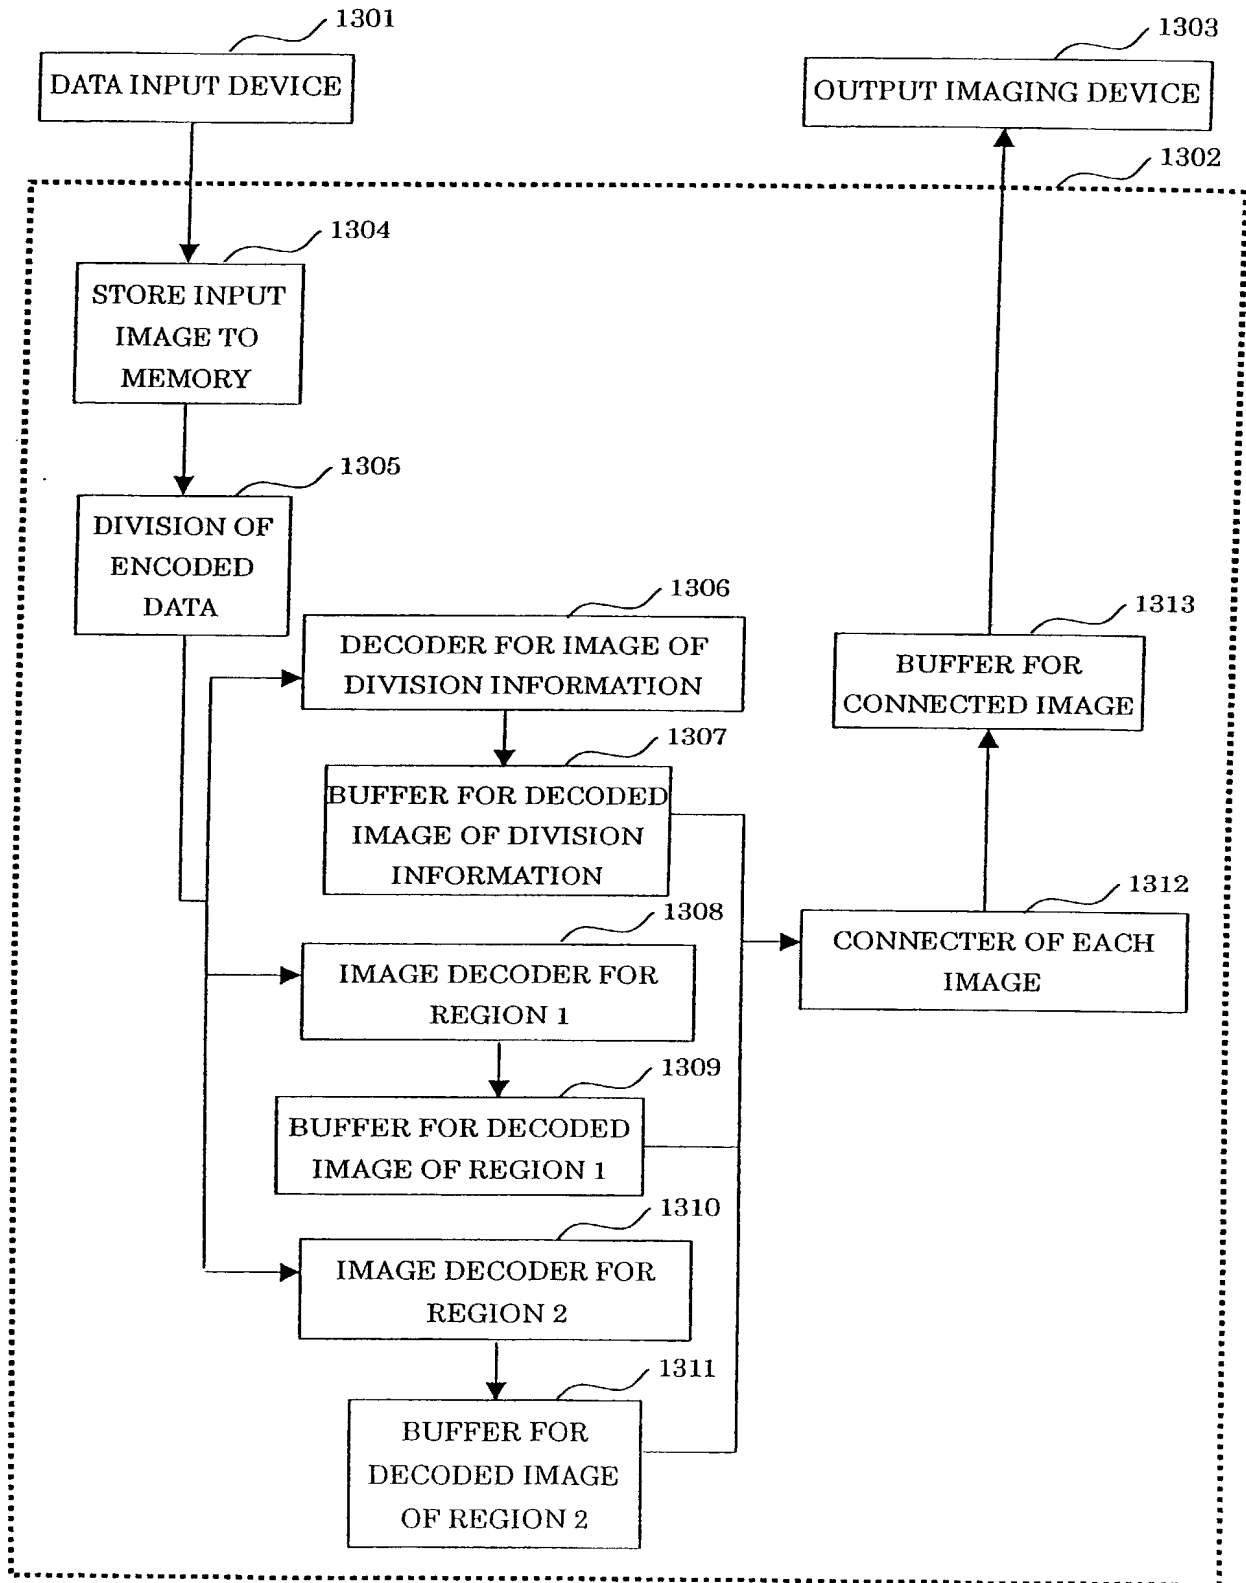 1301
DATA INPUT DEVICE
1303
OUTPUT IMAGING DEVICE
1302
1304
STORE INPUT
IMAGE TO
MEMORY
1305
DIVISION OF
ENCODED
DATA
1306
DECODER FOR IMAGE OF
DIVISION INFORMATION
1307
BUFFER FOR DECODED
IMAGE OF DIVISION
INFORMATION
1308
IMAGE DECODER FOR
REGION 1
1309
BUFFER FOR DECODED
IMAGE OF REGION 1
1310
IMAGE DECODER FOR
REGION 2
1311
BUFFER FOR
DECODED IMAGE
OF REGION 2
1312
CONNECTER OF EACH
IMAGE
1313
BUFFER FOR
CONNECTED IMAGE